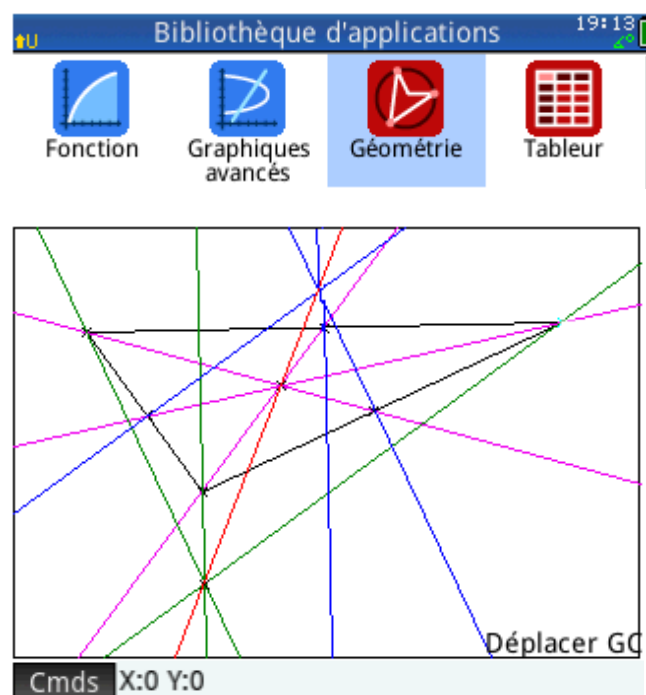 Bibliothèque d'applications 19:13
U
Fonction Graphiques Géométrie Tableur
avancés
Déplacer GC
Cmds X:0 Y:0